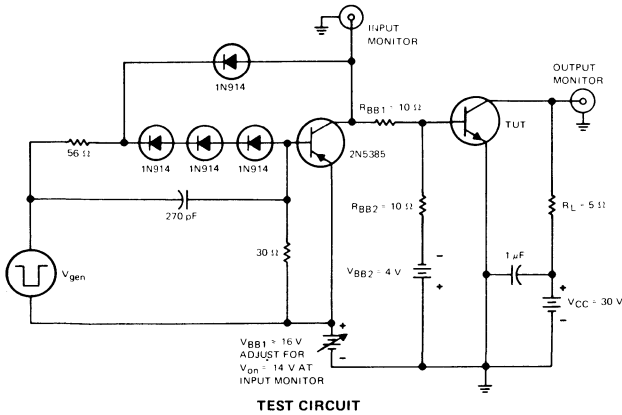 INPUT
MONITOR
OUTPUT
MONITOR
1N914
RBB1 = 10 Ω
TUT
56 Ω
1N914
1N914
1N914
2N5385
270 pF
RBB2 = 10 Ω
RL = 5 Ω
30 Ω
1 µF
Vgen
VBB2 = 4 V
-
+
+
-
VCC = 30 V
+
-
VBB1 ≈ 16 V
ADJUST FOR
Von = 14 V AT
INPUT MONITOR
TEST CIRCUIT